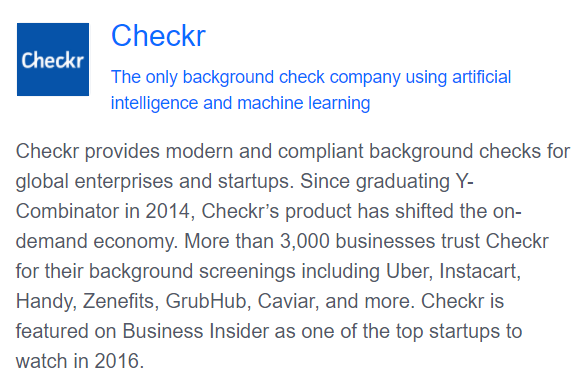 Checkr
Checkr
The only background check company using artificial
intelligence and machine learning
Checkr provides modern and compliant background checks for
global enterprises and startups. Since graduating Y-
Combinator in 2014, Checkr’s product has shifted the on-
demand economy. More than 3,000 businesses trust Checkr
for their background screenings including Uber, Instacart,
Handy, Zenefits, GrubHub, Caviar, and more. Checkr is
featured on Business Insider as one of the top startups to
watch in 2016.